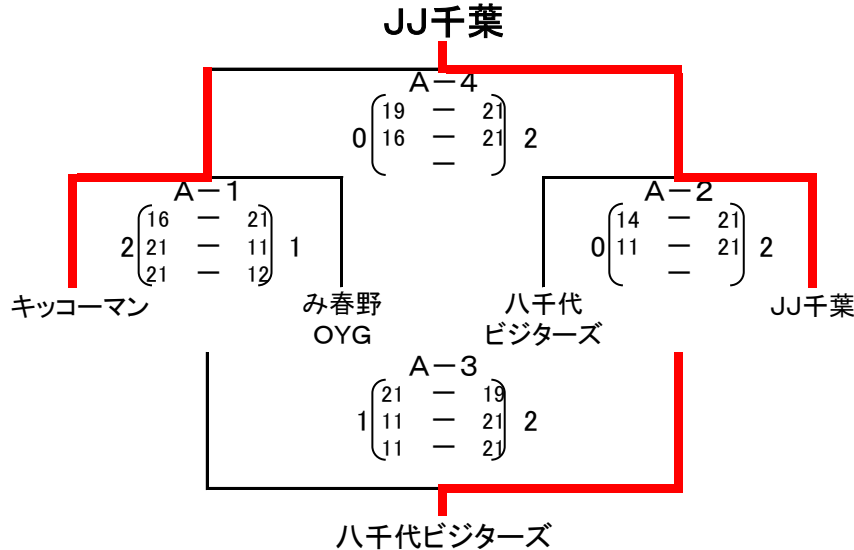 JJ千葉
A－4
19 － 21
0 16 － 21 2
－
A－1
16 － 21
2 21 － 11 1
21 － 12
A－2
14 － 21
0 11 － 21 2
－
キッコーマン
み春野
OYG
八千代
ビジターズ
JJ千葉
A－3
21 － 19
1 11 － 21 2
11 － 21
八千代ビジターズ